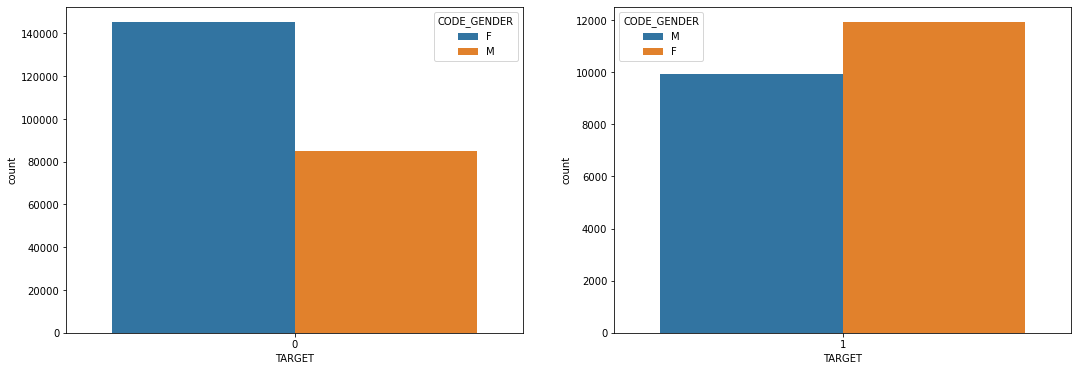 140000
120000
100000
80000
60000
40000
20000
0
count
0
TARGET
CODE_GENDER
F
M
12000
10000
8000
6000
4000
2000
0
count
1
TARGET
CODE_GENDER
M
F